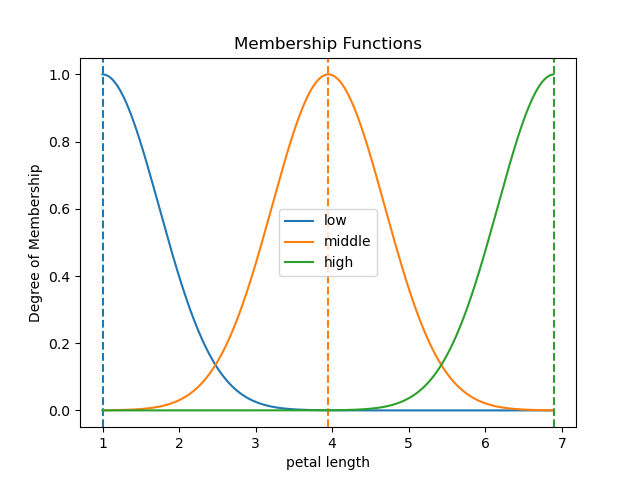 Membership Functions
Degree of Membership
1.0
0.8
0.6
0.4
0.2
0.0
low
middle
high
1 2 3 4 5 6 7
petal length